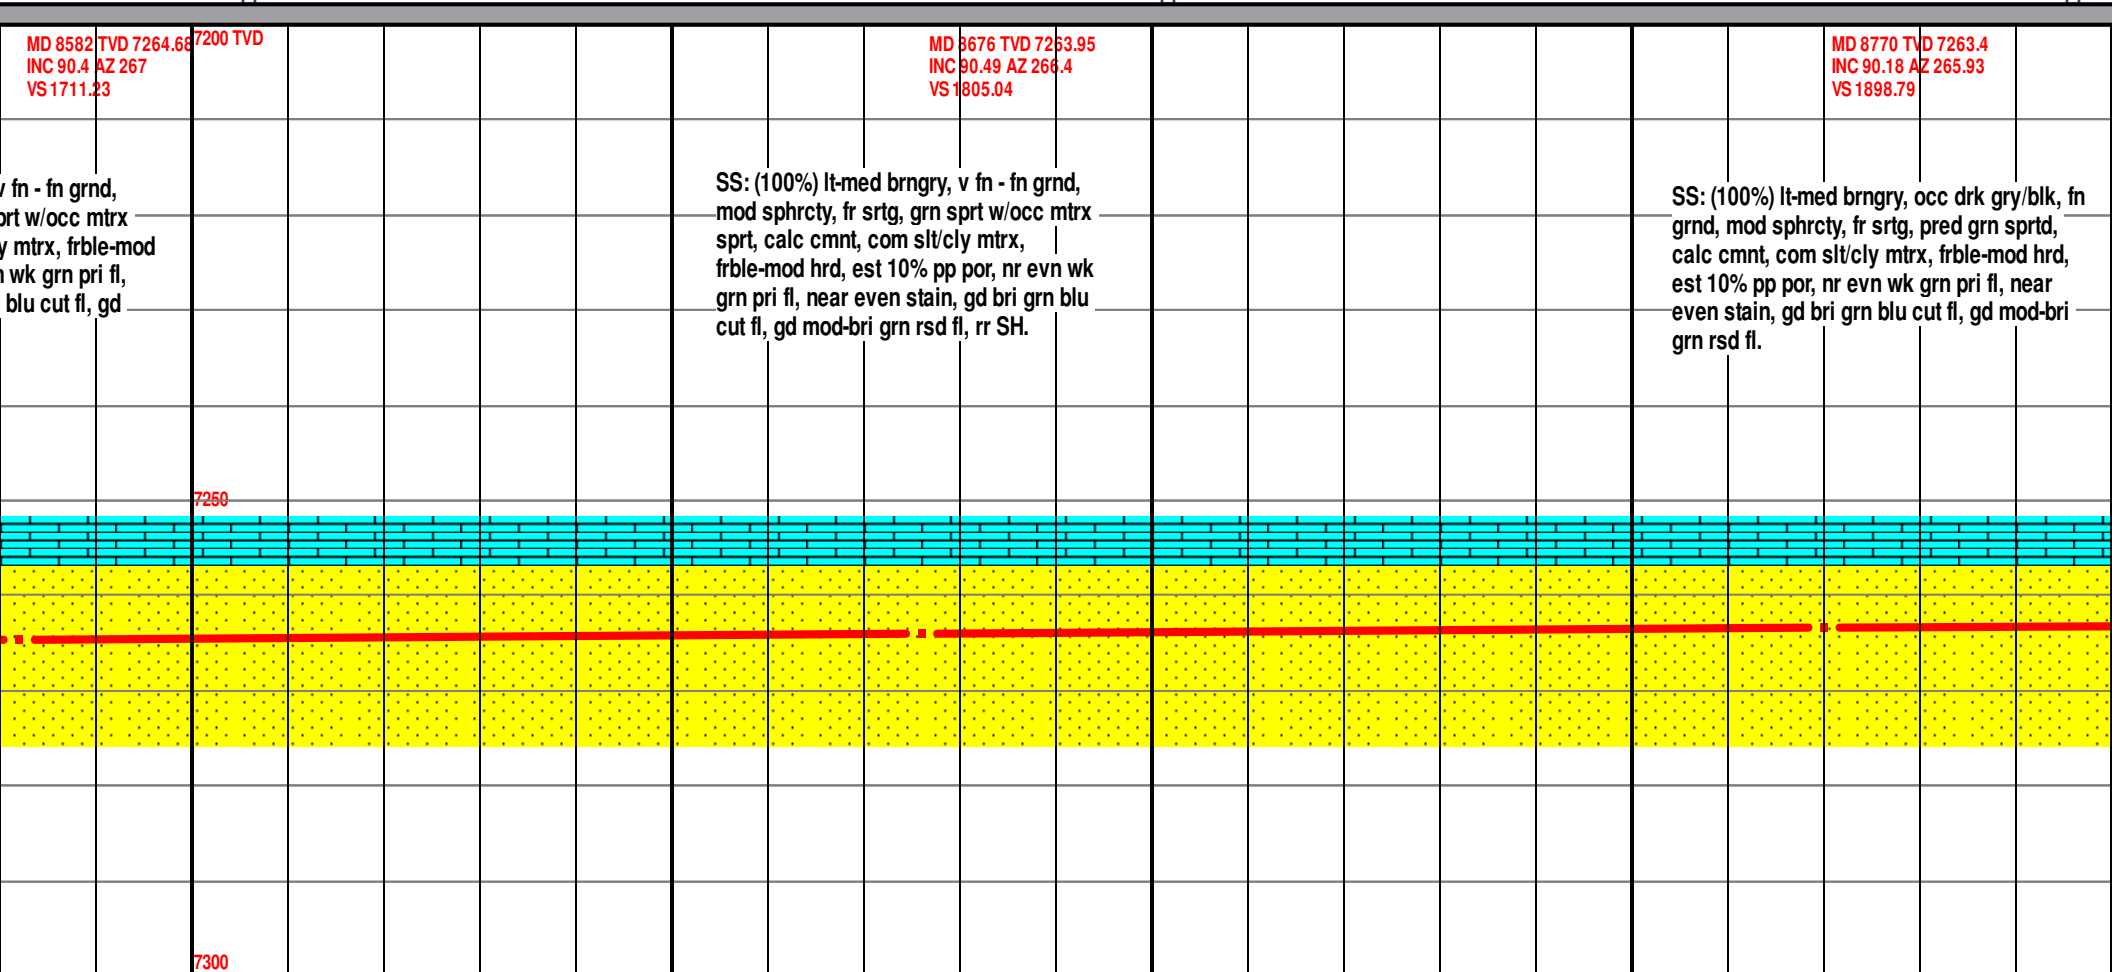 MD 8582 TVD 7264.68
INC 90.4 AZ 267
VS 1711.23
7200 TVD
MD 8676 TVD 7263.95
INC 90.49 AZ 266.4
VS 1805.04
MD 8770 TVD 7263.4
INC 90.18 AZ 265.93
VS 1898.79
v fn - fn grnd,
prt w/occ mtrx
y mtrx, frble-mod
n wk grn pri fl,
blu cut fl, gd
SS: (100%) lt-med brngry, v fn - fn grnd,
mod sphrcty, fr srtg, grn sprt w/occ mtrx
sprt, calc cmnt, com slt/cly mtrx,
frble-mod hrd, est 10% pp por, nr evn wk
grn pri fl, near even stain, gd bri grn blu
cut fl, gd mod-bri grn rsd fl, rr SH.
SS: (100%) lt-med brngry, occ drk gry/blk, fn
grnd, mod sphrcty, fr srtg, pred grn sprtd,
calc cmnt, com slt/cly mtrx, frble-mod hrd,
est 10% pp por, nr evn wk grn pri fl, near
even stain, gd bri grn blu cut fl, gd mod-bri
grn rsd fl.
7250
7300